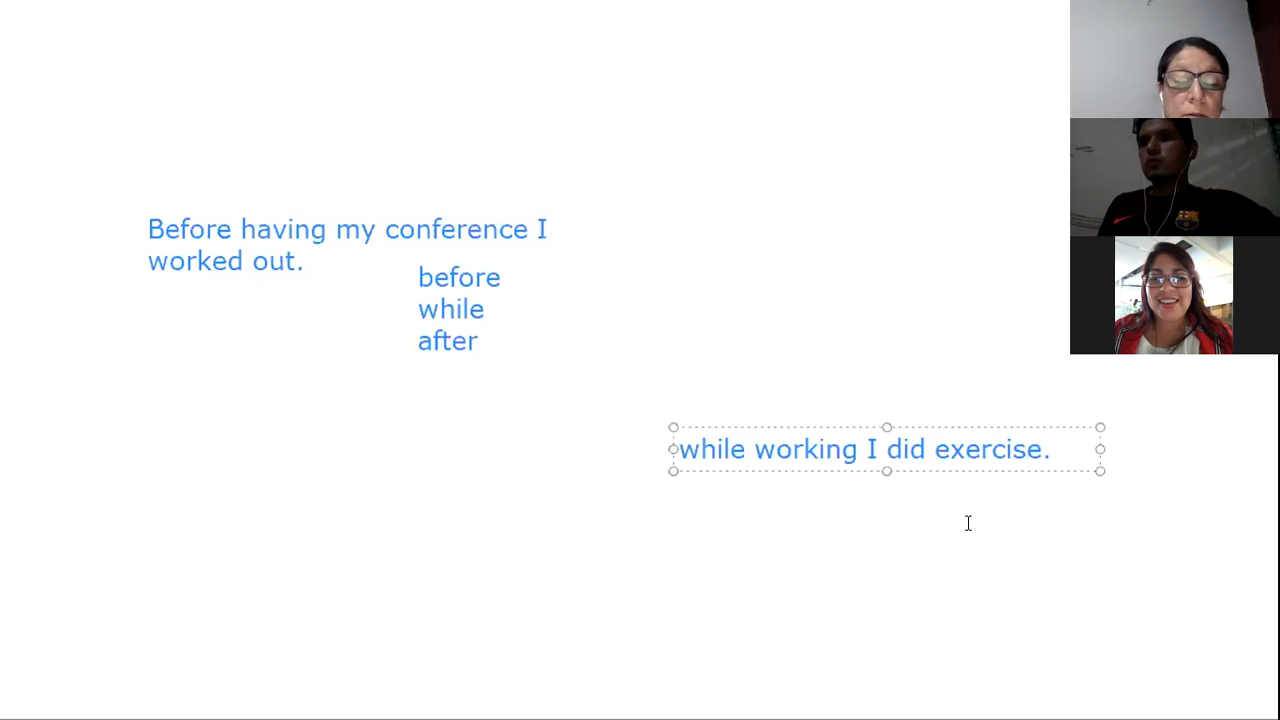 Before having my conference I
worked out.
before
while
after
while working I did exercise.